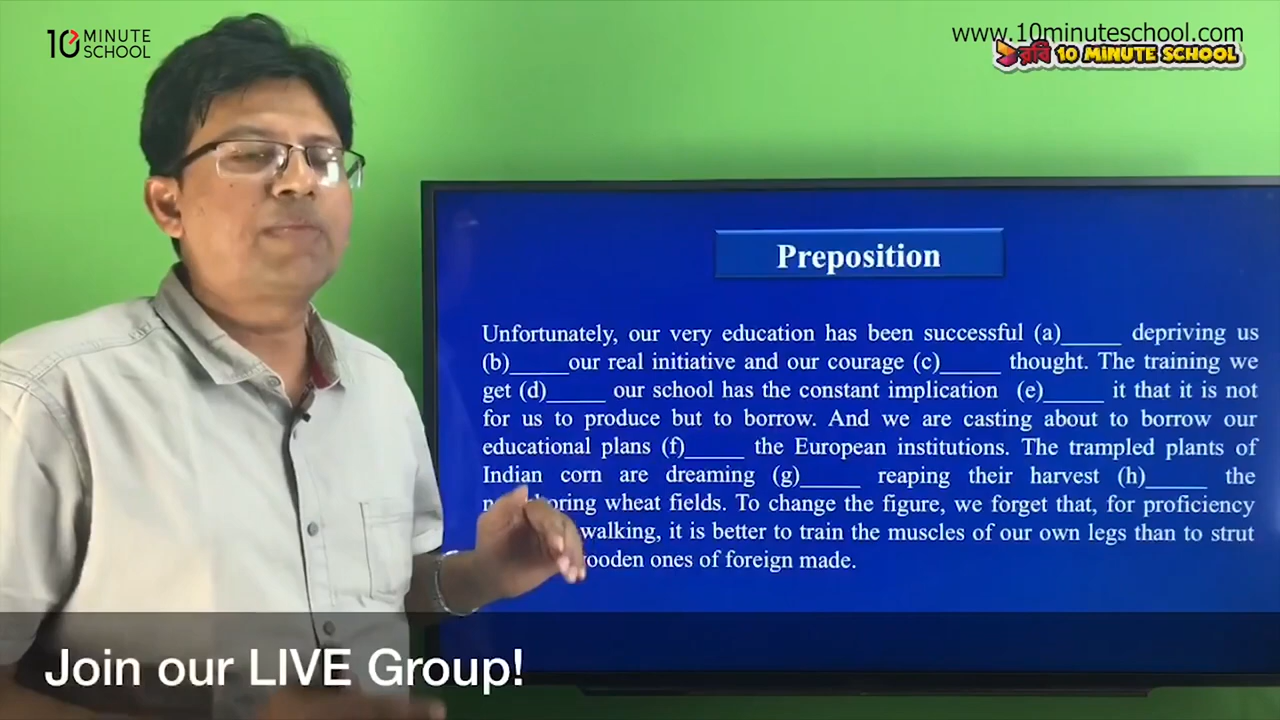 10 MINUTE
SCHOOL
www.10minuteschool.com
রবি 10 MINUTE SCHOOL
Preposition
Unfortunately, our very education has been successful (a)_____ depriving us
(b)_____our real initiative and our courage (c)_____ thought. The training we
get (d)_____ our school has the constant implication (e)_____ it that it is not
for us to produce but to borrow. And we are casting about to borrow our
educational plans (f)_____ the European institutions. The trampled plants of
Indian corn are dreaming (g)_____ reaping their harvest (h)_____ the
wheat fields. To change the figure, we forget that, for proficiency
walking, it is better to train the muscles of our own legs than to strut
ones of foreign made.
Join our LIVE Group!